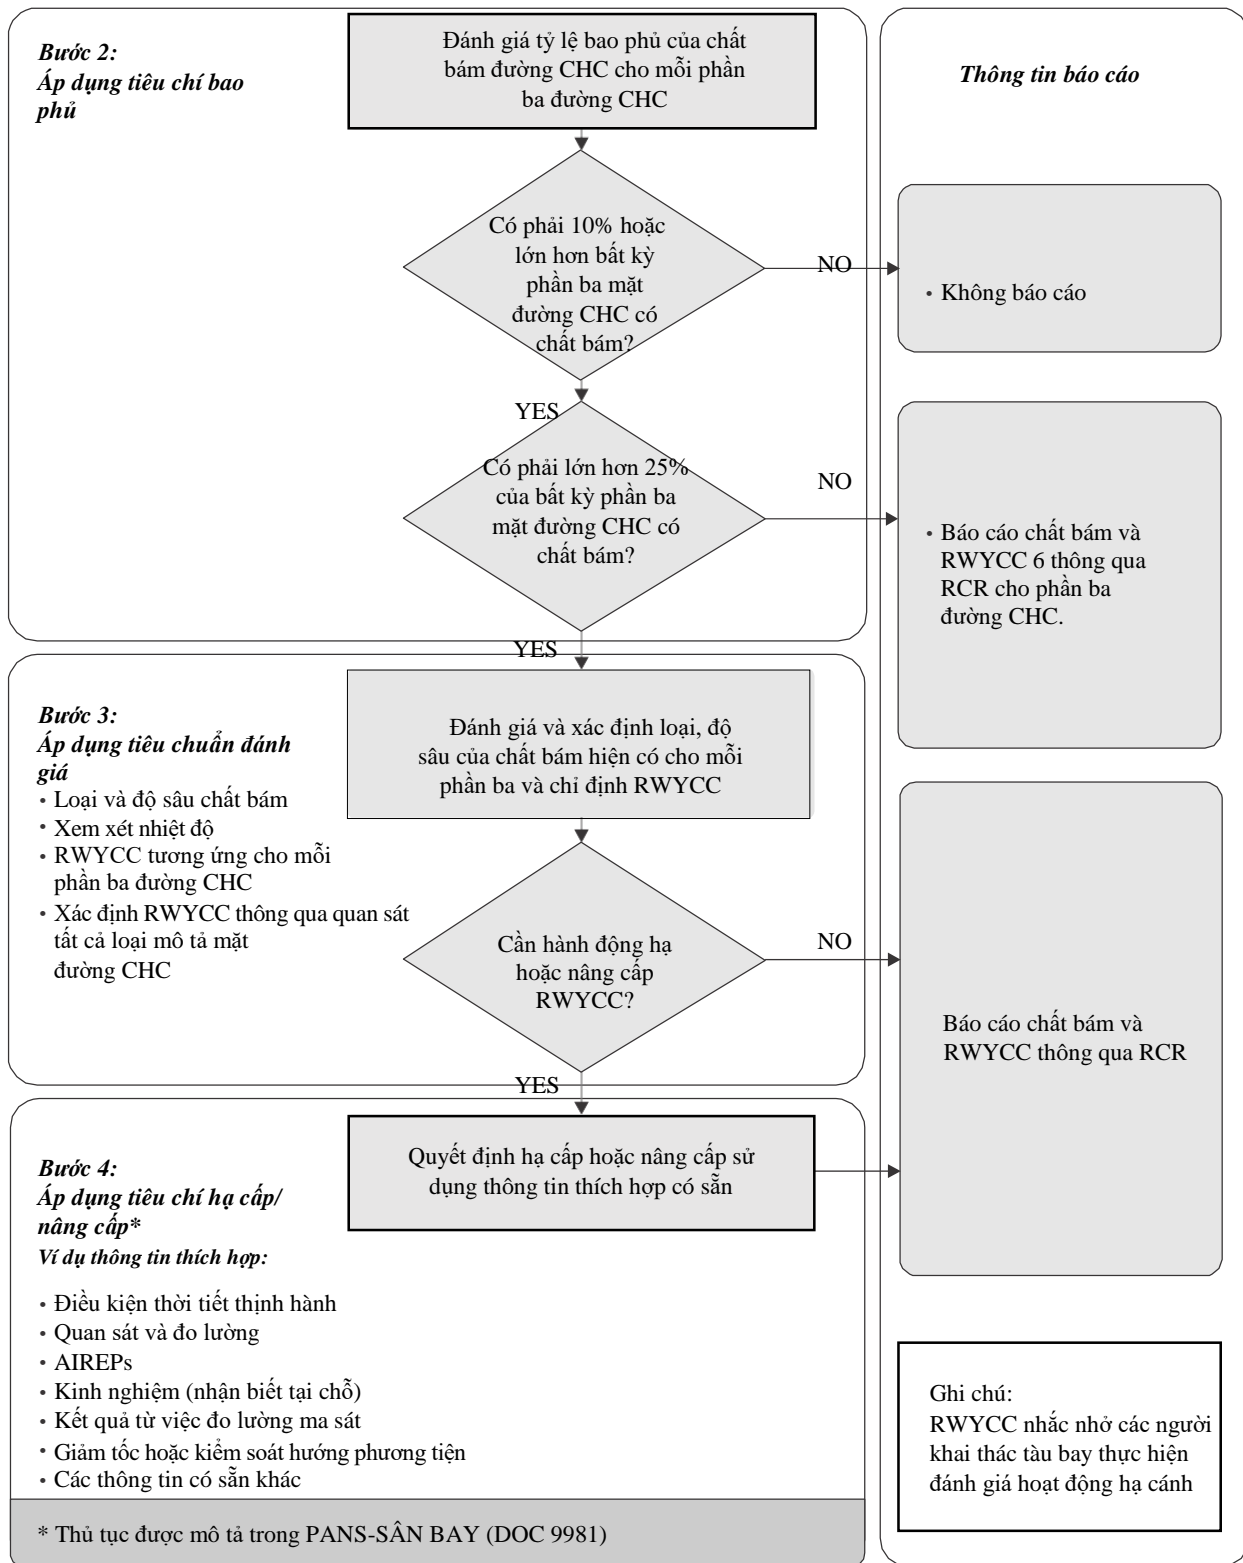 Bước 2:
Áp dụng tiêu chí bao
phủ
Đánh giá tỷ lệ bao phủ của chất
bám đường CHC cho mỗi phần
ba đường CHC
Thông tin báo cáo
Có phải 10% hoặc
lớn hơn bất kỳ
phần ba mặt
đường CHC có
chất bám?
NO
• Không báo cáo
YES
Có phải lớn hơn 25%
của bất kỳ phần ba
mặt đường CHC có
chất bám?
NO
• Báo cáo chất bám và
RWYCC 6 thông qua
RCR cho phần ba
đường CHC.
YES
Bước 3:
Áp dụng tiêu chuẩn đánh
giá
• Loại và độ sâu chất bám
• Xem xét nhiệt độ
• RWYCC tương ứng cho mỗi
phần ba đường CHC
• Xác định RWYCC thông qua quan sát
tất cả loại mô tả mặt
đường CHC
Đánh giá và xác định loại, độ
sâu của chất bám hiện có cho mỗi
phần ba và chỉ định RWYCC
Cần hành động hạ
hoặc nâng cấp
RWYCC?
NO
Báo cáo chất bám và
RWYCC thông qua RCR
YES
Bước 4:
Áp dụng tiêu chí hạ cấp/
nâng cấp*
Ví dụ thông tin thích hợp:
• Điều kiện thời tiết thịnh hành
• Quan sát và đo lường
• AIREPs
• Kinh nghiệm (nhận biết tại chỗ)
• Kết quả từ việc đo lường ma sát
• Giảm tốc hoặc kiểm soát hướng phương tiện
• Các thông tin có sẵn khác
Quyết định hạ cấp hoặc nâng cấp sử
dụng thông tin thích hợp có sẵn
Ghi chú:
RWYCC nhắc nhở các người
khai thác tàu bay thực hiện
đánh giá hoạt động hạ cánh
* Thủ tục được mô tả trong PANS-SÂN BAY (DOC 9981)